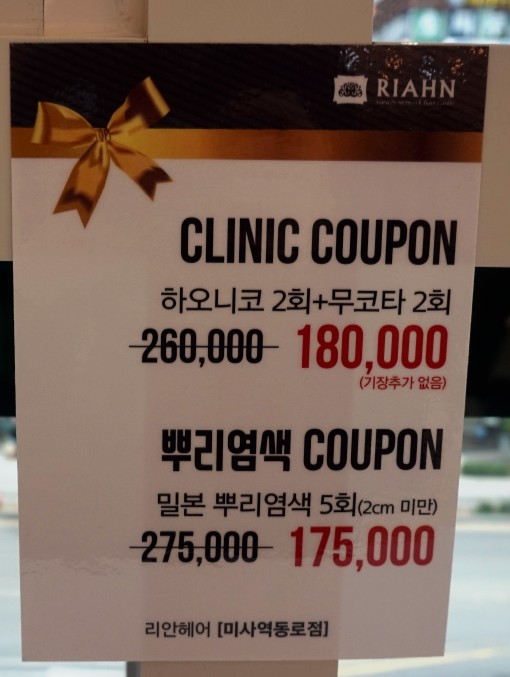 RIAHN
CLINIC COUPON
하오니코 2회+무코타 2회
260,000 180,000
(기장추가 없음)
뿌리염색 COUPON
밀본 뿌리염색 5회(2cm 미만)
275,000 175,000
리안헤어 [미사역동로점]